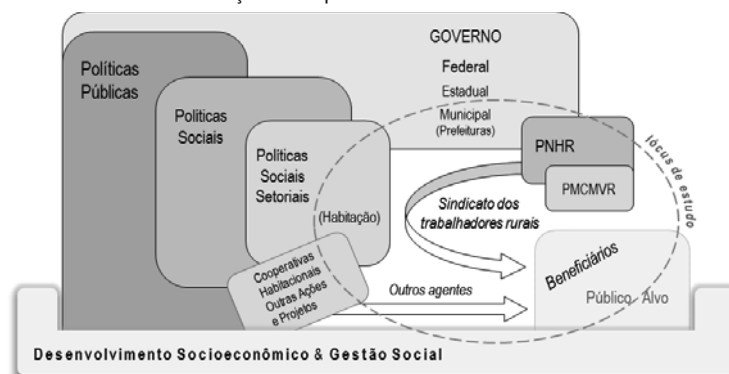 GOVERNO
Federal
Estadual
Municipal
(Prefeituras)
Políticas
Públicas
Politicas
Sociais
Políticas
Sociais
Setoriais
(Habitação)
PNHR
PMCMVR
lócus de estudo
Sindicato dos
trabalhadores rurais
Cooperativas
Habitacionais
Outras Ações
e Projetos
Outros agentes
Beneficiários
Público Alvo
Desenvolvimento Socioeconômico & Gestão Social